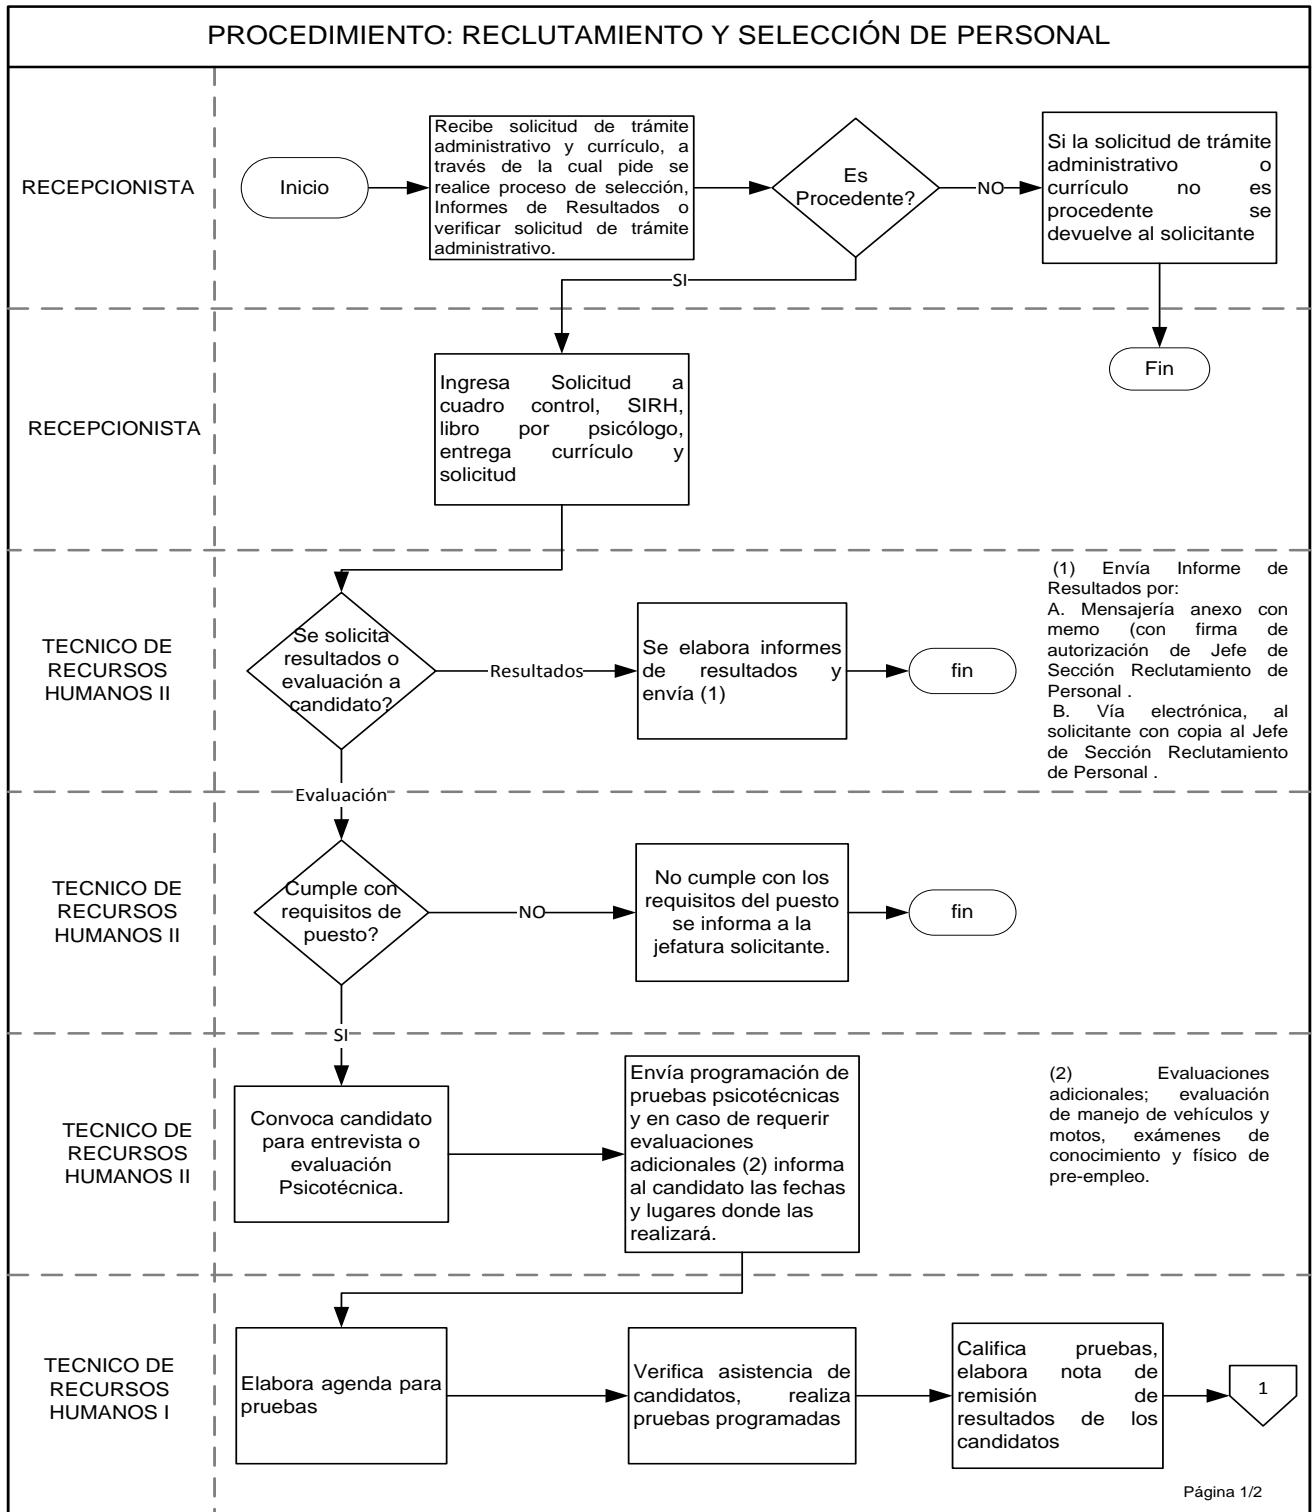 PROCEDIMIENTO: RECLUTAMIENTO Y SELECCIÓN DE PERSONAL
RECEPCIONISTA
Inicio
Recibe solicitud de trámite
administrativo y currículo, a
través de la cual pide se
realice proceso de selección,
Informes de Resultados o
verificar solicitud de trámite
administrativo.
Es
Procedente?
NO
Si la solicitud de trámite
administrativo o
currículo no es
procedente se
devuelve al solicitante
SI
Fin
RECEPCIONISTA
Ingresa Solicitud a
cuadro control, SIRH,
libro por psicólogo,
entrega currículo y
solicitud
TECNICO DE
RECURSOS
HUMANOS II
Se solicita
resultados o
evaluación a
candidato?
Resultados
Se elabora informes
de resultados y
envía (1)
fin
(1) Envía Informe de
Resultados por:
A. Mensajería anexo con
memo (con firma de
autorización de Jefe de
Sección Reclutamiento de
Personal .
B. Vía electrónica, al
solicitante con copia al Jefe
de Sección Reclutamiento
de Personal .
Evaluación
TECNICO DE
RECURSOS
HUMANOS II
Cumple con
requisitos de
puesto?
NO
No cumple con los
requisitos del puesto
se informa a la
jefatura solicitante.
fin
SI
TECNICO DE
RECURSOS
HUMANOS II
Convoca candidato
para entrevista o
evaluación
Psicotécnica.
Envía programación de
pruebas psicotécnicas
y en caso de requerir
evaluaciones
adicionales (2) informa
al candidato las fechas
y lugares donde las
realizará.
(2) Evaluaciones
adicionales; evaluación
de manejo de vehículos y
motos, exámenes de
conocimiento y físico de
pre-empleo.
TECNICO DE
RECURSOS
HUMANOS I
Elabora agenda para
pruebas
Verifica asistencia de
candidatos, realiza
pruebas programadas
Califica pruebas,
elabora nota de
remisión de
resultados de los
candidatos
1
Página 1/2